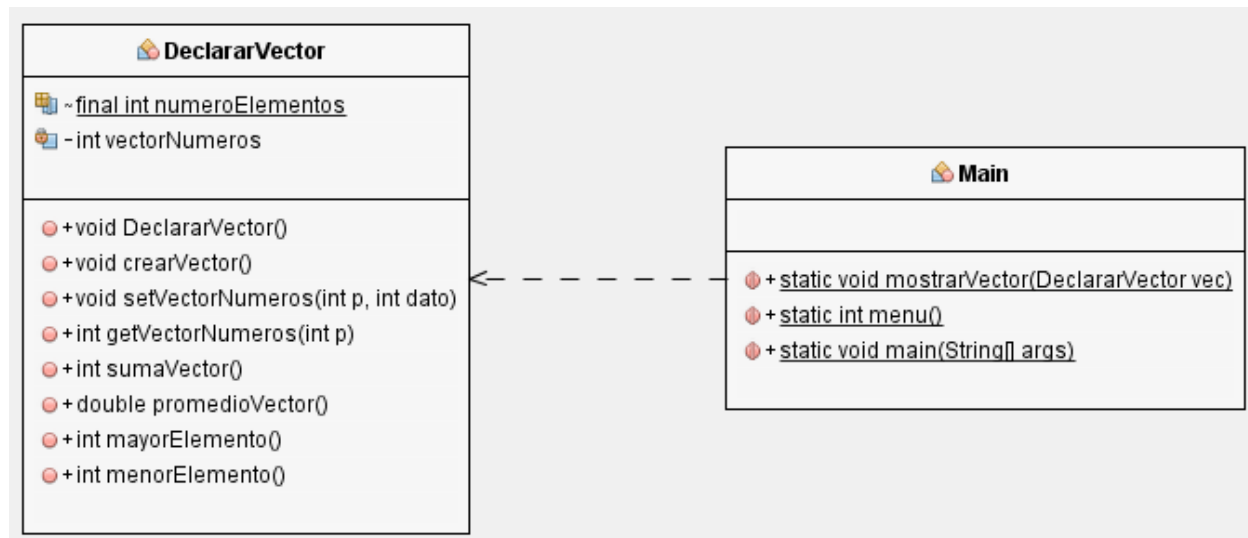 DeclararVector
~final int numeroElementos
-int vectorNumeros
+void DeclararVector()
+void crearVector()
+void setVectorNumeros(int p, int dato)
+int getVectorNumeros(int p)
+int sumaVector()
+double promedioVector()
+int mayorElemento()
+int menorElemento()
Main
+static void mostrarVector(DeclararVector vec)
+static int menu()
+static void main(String[] args)